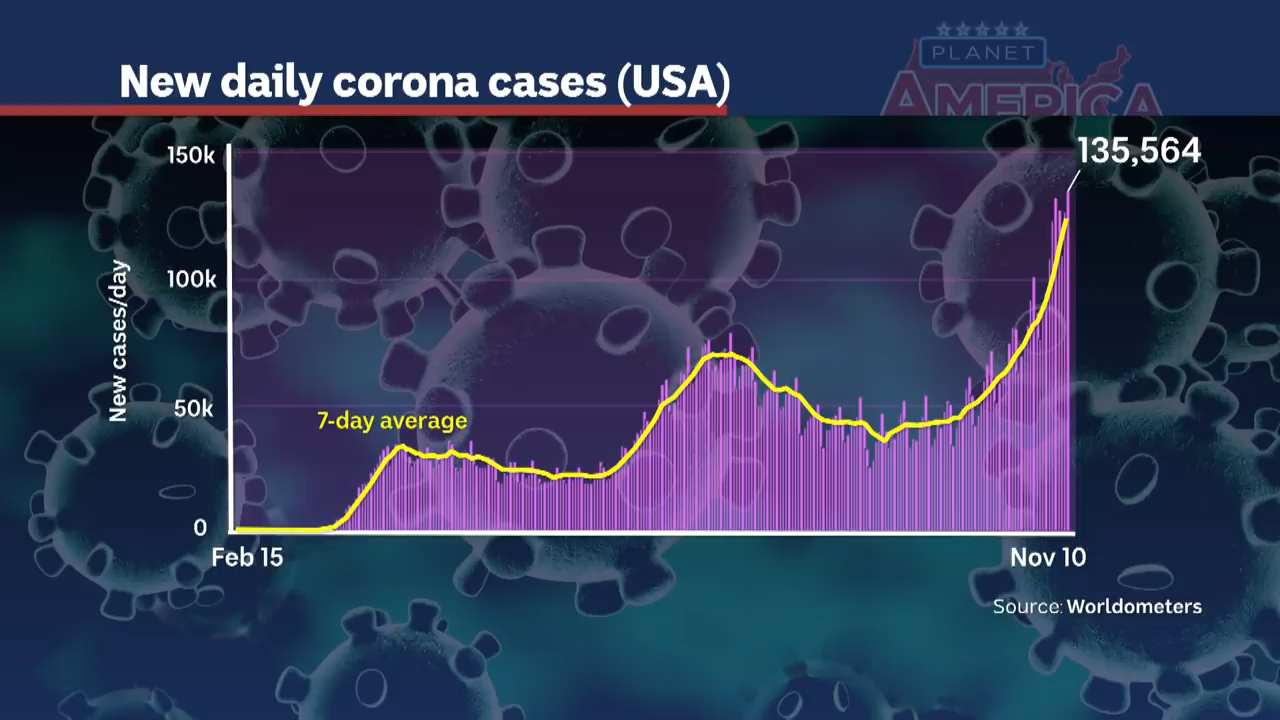 PLANET
AMERICA
New daily corona cases (USA)
135,564
150k
100k
50k
0
New cases/day
7-day average
Feb 15
Nov 10
Source: Worldometers